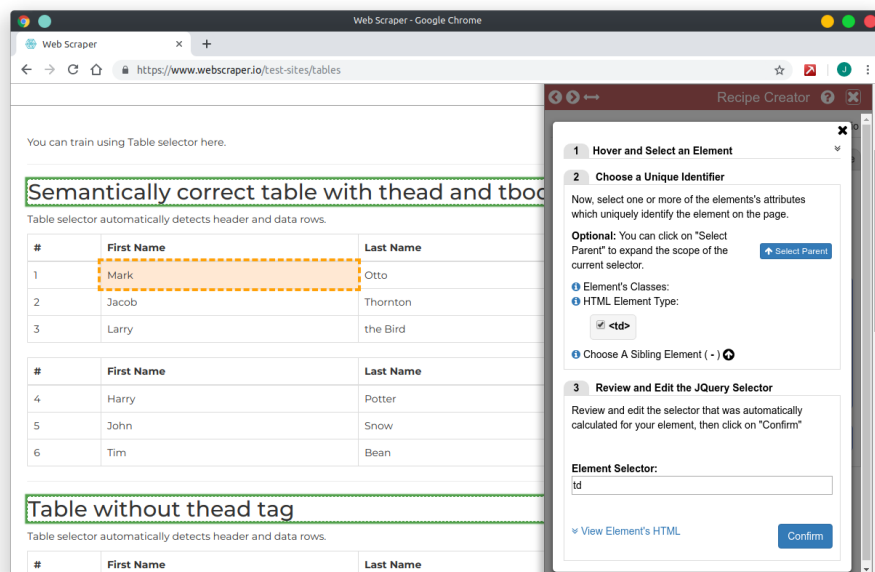 Web Scraper - Google Chrome
Web Scraper
https://www.webscraper.io/test-sites/tables
J
You can train using Table selector here.
Semantically correct table with thead and
Table selector automatically detects header and data rows.
# First Name Last Name
1 Mark Otto
2 Jacob Thornton
3 Larry the Bird
# First Name Last Name
4 Harry Potter
5 John Snow
6 Tim Bean
Table without thead tag
Table selector automatically detects header and data rows.
# First Name Last Name
Recipe Creator
1 Hover and Select an Element
2 Choose a Unique Identifier
Now, select one or more of the elements's attributes
which uniquely identify the element on the page.
Optional: You can click on "Select
Parent" to expand the scope of the
current selector.
Select Parent
Element's Classes:
HTML Element Type:
<td>
Choose A Sibling Element ( - )
3 Review and Edit the JQuery Selector
Review and edit the selector that was automatically
calculated for your element, then click on "Confirm"
Element Selector:
td
View Element's HTML
Confirm